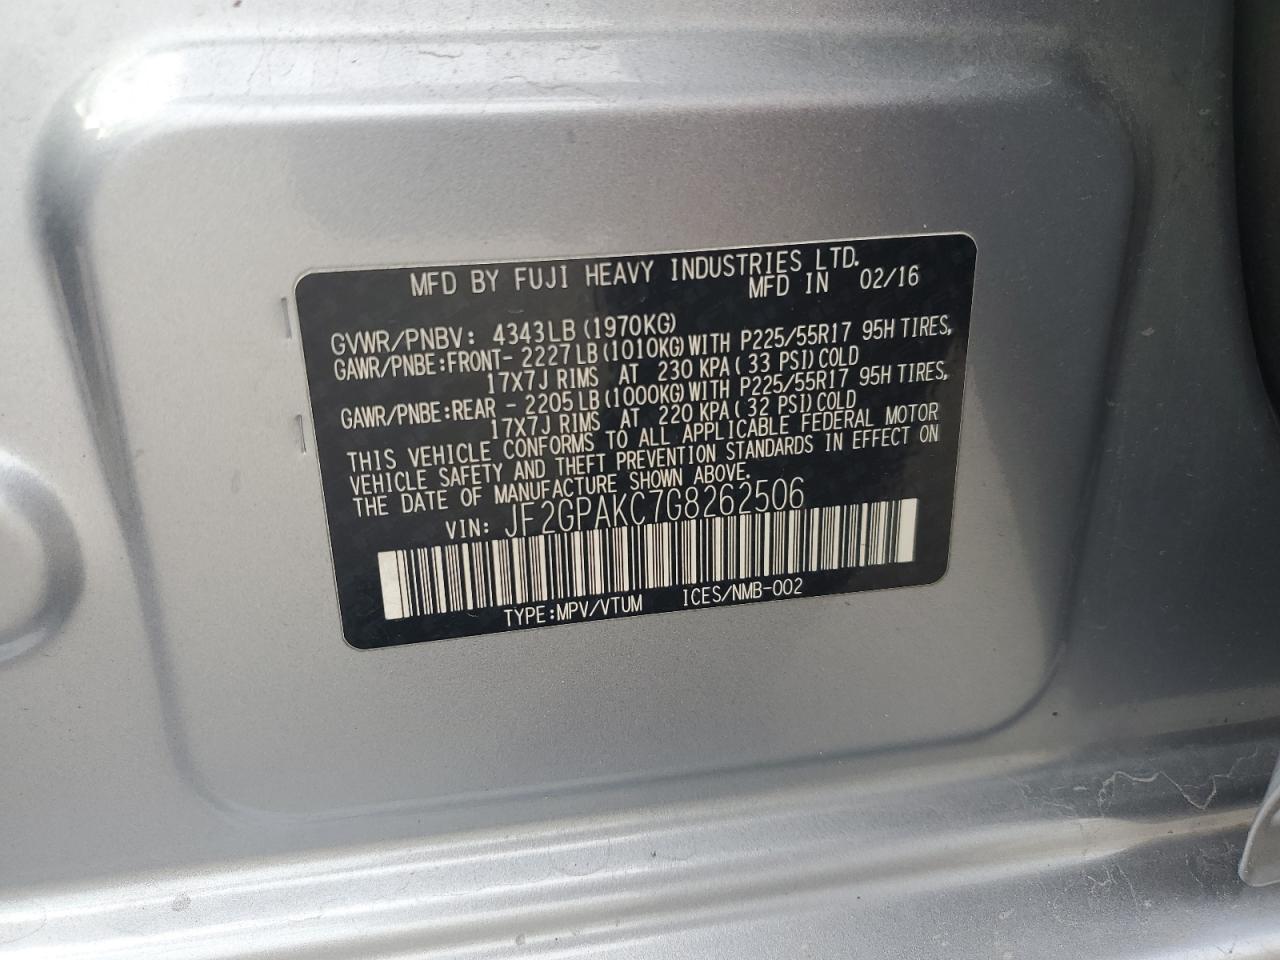 MFD BY FUJI HEAVY INDUSTRIES LTD.
MFD IN 02/16
GVWR/PNBV: 4343LB(1970KG)
GAWR/PNBE:FRONT- 2227LB(1010KG)WITH P225/55R17 95H TIRES,
17X7J RIMS AT 230 KPA(33 PSI)COLD
GAWR/PNBE:REAR - 2205LB(1000KG)WITH P225/55R17 95H TIRES,
17X7J RIMS AT 220 KPA(32 PSI)COLD
THIS VEHICLE CONFORMS TO ALL APPLICABLE FEDERAL MOTOR
VEHICLE SAFETY AND THEFT PREVENTION STANDARDS IN EFFECT ON
THE DATE OF MANUFACTURE SHOWN ABOVE.
VIN: JF2GPAKC7G8262506
TYPE:MPV/VTUM ICES/NMB-002